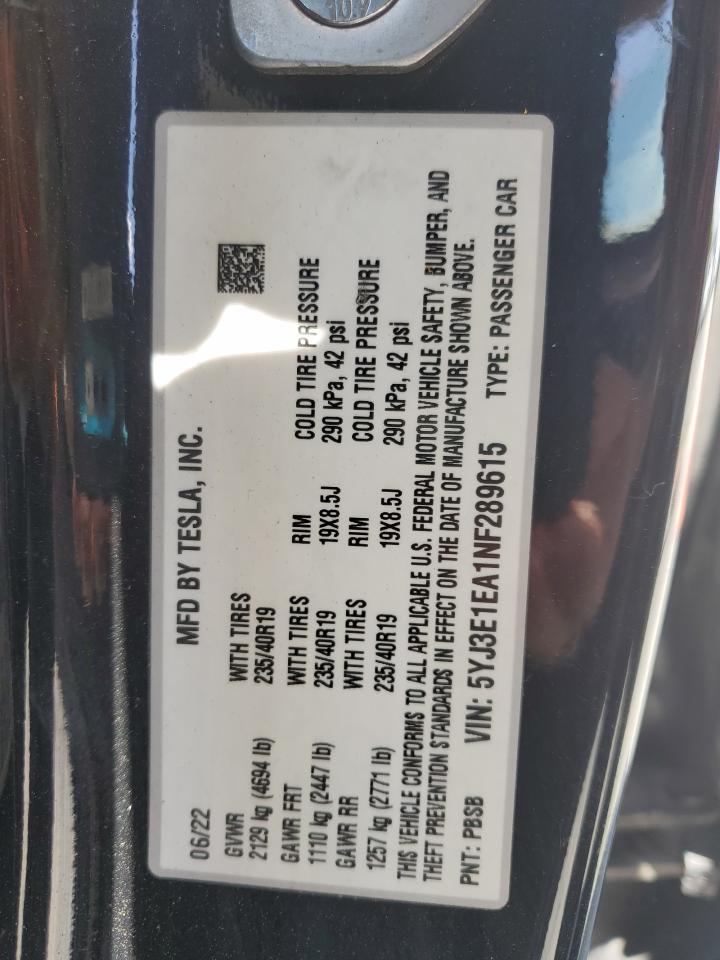 06/22 MFD BY TESLA, INC.
GVWR WITH TIRES
2129 kg (4694 lb) 235/40R19
GAWR FRT WITH TIRES RIM COLD TIRE PRESSURE
1110 kg (2447 lb) 235/40R19 19X8.5J 290 kPa, 42 psi
GAWR RR WITH TIRES RIM COLD TIRE PRESSURE
1257 kg (2771 lb) 235/40R19 19X8.5J 290 kPa, 42 psi
THIS VEHICLE CONFORMS TO ALL APPLICABLE U.S. FEDERAL MOTOR VEHICLE SAFETY, BUMPER, AND
THEFT PREVENTION STANDARDS IN EFFECT ON THE DATE OF MANUFACTURE SHOWN ABOVE.
PNT: PBSB VIN: 5YJ3E1EA1NF289615 TYPE: PASSENGER CAR